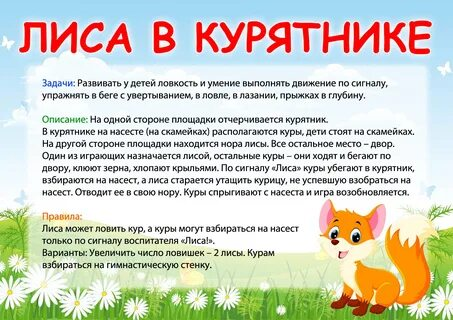 ЛИСА В КУРЯТНИКЕ
Задачи: Развивать у детей ловкость и умение выполнять движение по сигналу,
упражнять в беге с увертыванием, в ловле, в лазании, прыжках в глубину.
Описание: На одной стороне площадки отчерчивается курятник.
В курятнике на насесте (на скамейках) располагаются куры, дети стоят на скамейках.
На другой стороне площадки находится нора лисы. Все остальное место – двор.
Один из играющих назначается лисой, остальные куры – они ходят и бегают по
двору, клюют зерна, хлопают крыльями. По сигналу «Лиса» куры убегают в курятник,
взбираются на насест, а лиса старается утащить курицу, не успевшую взобраться на
насест. Отводит ее в свою нору. Куры спрыгивают с насеста и игра возобновляется.
Правила:
Лиса может ловить кур, а куры могут взбираться на насест
только по сигналу воспитателя «Лиса!».
Варианты: Увеличить число ловишек – 2 лисы. Курам
взбираться на гимнастическую стенку.